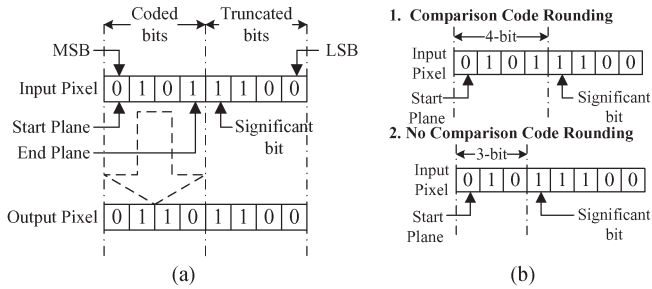 Coded bits
Truncated bits
MSB
LSB
Input Pixel 0 1 0 1 1 1 0 0
Start Plane
End Plane
Significant bit
Output Pixel 0 1 1 0 1 1 0 0
(a)
1. Comparison Code Rounding
4-bit
Input Pixel 0 1 0 1 1 1 0 0
Start Plane
Significant bit
2. No Comparison Code Rounding
3-bit
Input Pixel 0 1 0 1 1 1 0 0
Start Plane
Significant bit
(b)